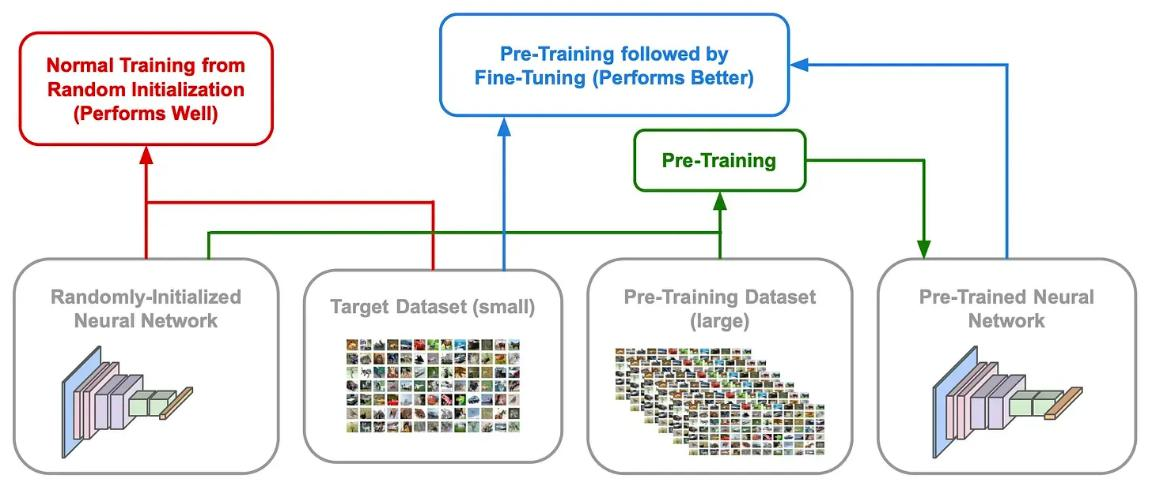 Normal Training from
Random Initialization
(Performs Well)
Pre-Training followed by
Fine-Tuning (Performs Better)
Pre-Training
Randomly-Initialized
Neural Network
Target Dataset (small)
Pre-Training Dataset
(large)
Pre-Trained Neural
Network